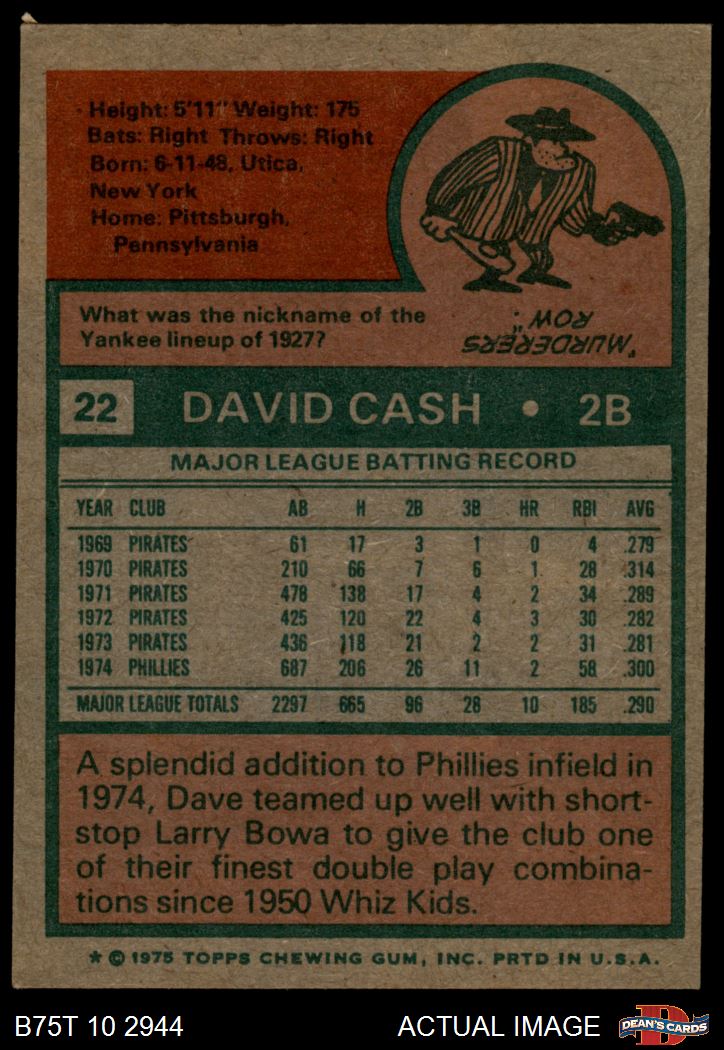 Height: 5'11" Weight: 175
Bats: Right Throws: Right
Born: 6-11-48, Utica,
New York
Home: Pittsburgh,
Pennsylvania
What was the nickname of the
Yankee lineup of 1927?
"MURDERERS
ROW".
22 DAVID CASH • 2B
MAJOR LEAGUE BATTING RECORD
YEAR CLUB AB H 2B 3B HR RBI AVG
1969 PIRATES 61 17 3 1 0 4 .279
1970 PIRATES 210 66 7 6 1 28 .314
1971 PIRATES 478 138 17 4 2 34 .289
1972 PIRATES 425 120 22 4 3 30 .282
1973 PIRATES 436 118 21 2 2 31 .281
1974 PHILLIES 687 206 26 11 2 58 .300
MAJOR LEAGUE TOTALS 2297 665 96 28 10 185 .290
A splendid addition to Phillies infield in
1974, Dave teamed up well with short-
stop Larry Bowa to give the club one
of their finest double play combina-
tions since 1950 Whiz Kids.
* © 1975 TOPPS CHEWING GUM, INC. PRTD IN U.S.A.
B75T 10 2944 ACTUAL IMAGE D DEAN'S CARDS